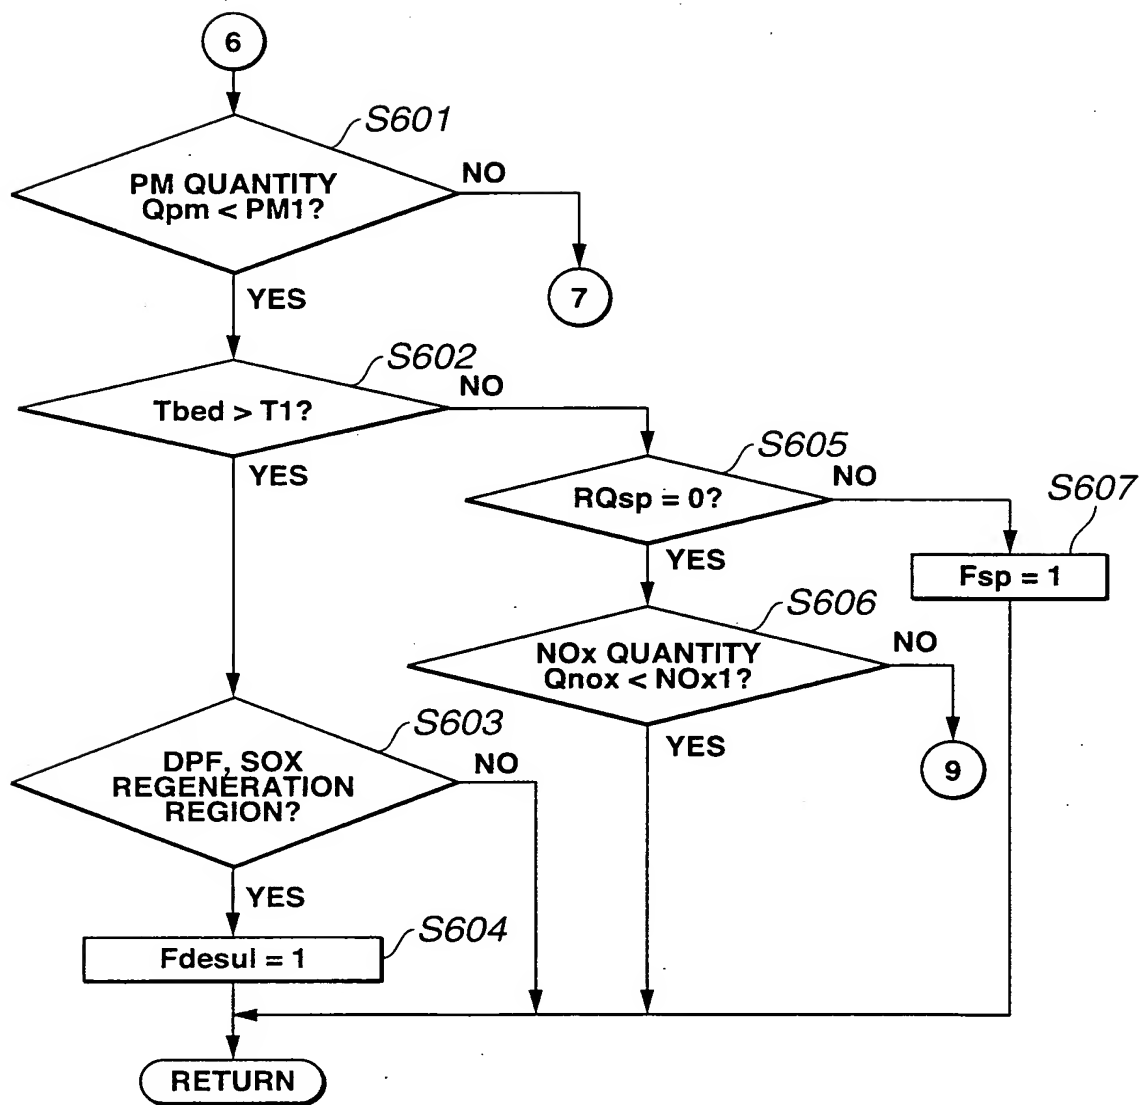 6
S601
PM QUANTITY
Qpm < PM1?
NO
7
YES
S602
Tbed > T1?
NO
YES
S605
RQsp = 0?
NO
S607
Fsp = 1
YES
S606
NOx QUANTITY
Qnox < NOx1?
NO
9
YES
S603
DPF, SOX
REGENERATION
REGION?
NO
YES
S604
Fdesul = 1
RETURN